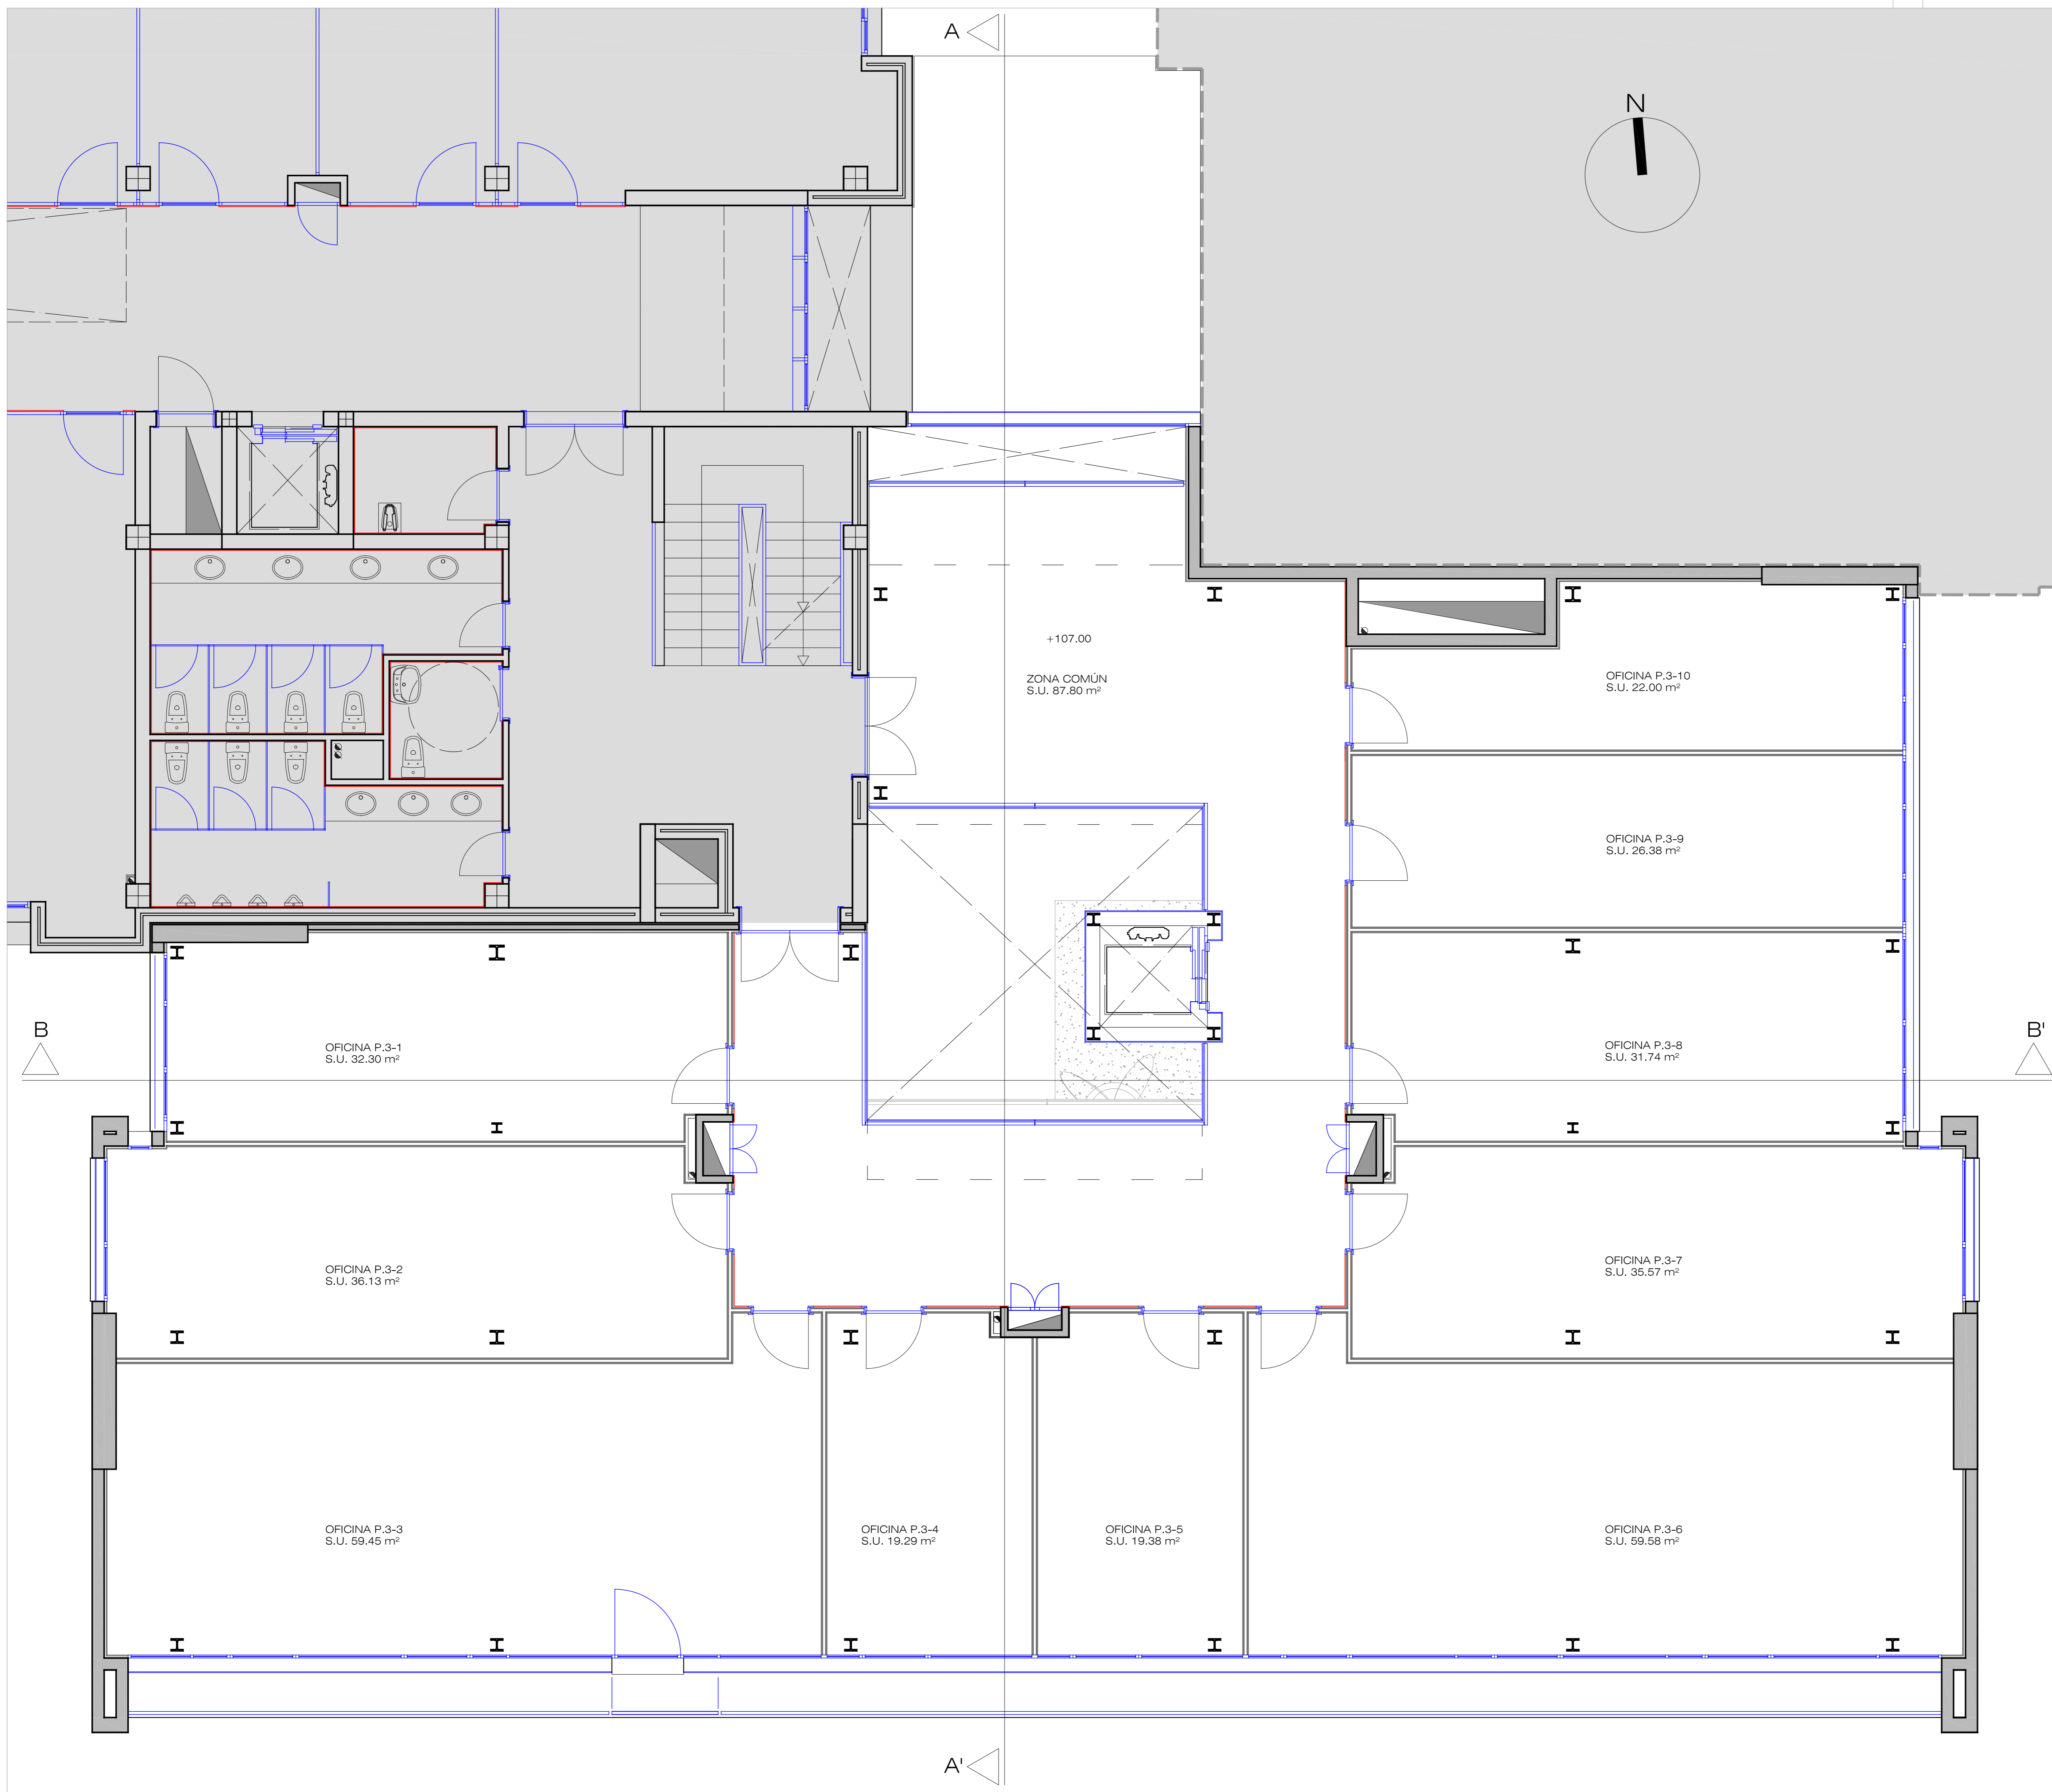 A
N
+107.00
ZONA COMÚN
S.U. 87.80 m²
OFICINA P.3-10
S.U. 22.00 m²
OFICINA P.3-9
S.U. 26.38 m²
B
OFICINA P.3-1
S.U. 32.30 m²
OFICINA P.3-8
S.U. 31.74 m²
B'
OFICINA P.3-2
S.U. 36.13 m²
OFICINA P.3-7
S.U. 35.57 m²
OFICINA P.3-3
S.U. 59.45 m²
OFICINA P.3-4
S.U. 19.29 m²
OFICINA P.3-5
S.U. 19.38 m²
OFICINA P.3-6
S.U. 59.58 m²
A'